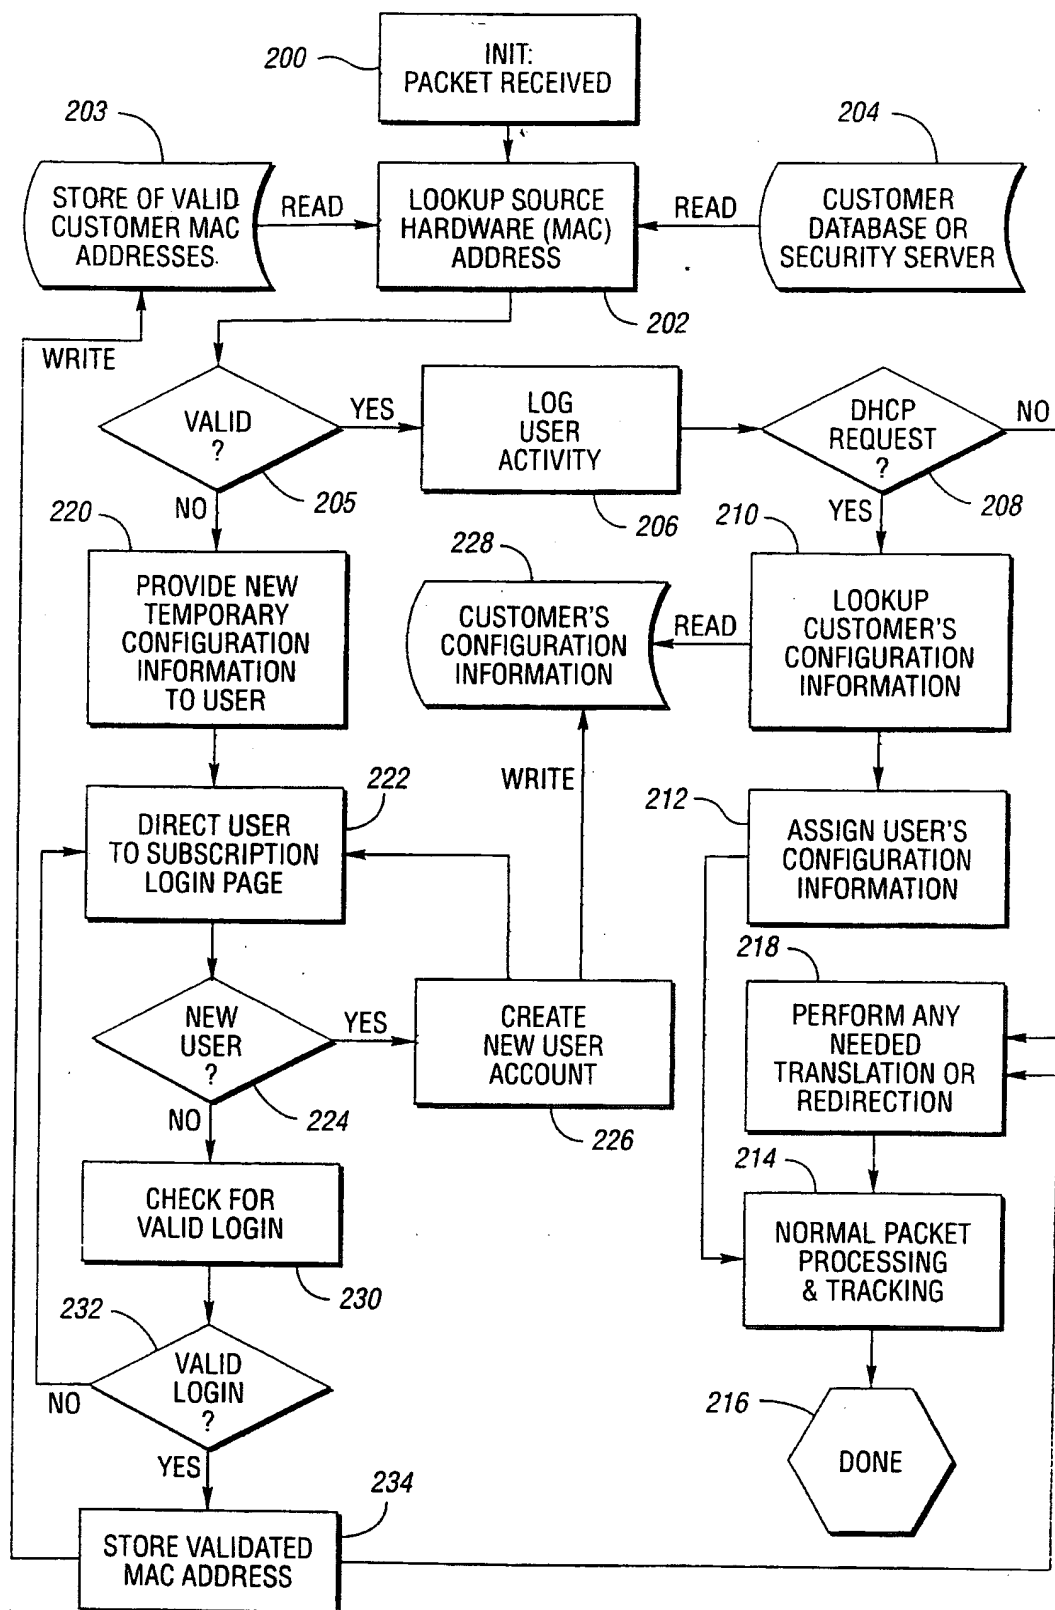 200
INIT:
PACKET RECEIVED
203
STORE OF VALID
CUSTOMER MAC
ADDRESSES
READ
LOOKUP SOURCE
HARDWARE (MAC)
ADDRESS
202
READ
204
CUSTOMER
DATABASE OR
SECURITY SERVER
WRITE
VALID
?
205
YES
LOG
USER
ACTIVITY
206
DHCP
REQUEST
?
208
NO
NO
YES
220
PROVIDE NEW
TEMPORARY
CONFIGURATION
INFORMATION
TO USER
228
CUSTOMER'S
CONFIGURATION
INFORMATION
READ
210
LOOKUP
CUSTOMER'S
CONFIGURATION
INFORMATION
WRITE
222
DIRECT USER
TO SUBSCRIPTION
LOGIN PAGE
212
ASSIGN USER'S
CONFIGURATION
INFORMATION
NEW
USER
?
224
YES
CREATE
NEW USER
ACCOUNT
226
218
PERFORM ANY
NEEDED
TRANSLATION OR
REDIRECTION
NO
CHECK FOR
VALID LOGIN
230
214
NORMAL PACKET
PROCESSING
& TRACKING
232
VALID
LOGIN
?
NO
YES
216
DONE
234
STORE VALIDATED
MAC ADDRESS